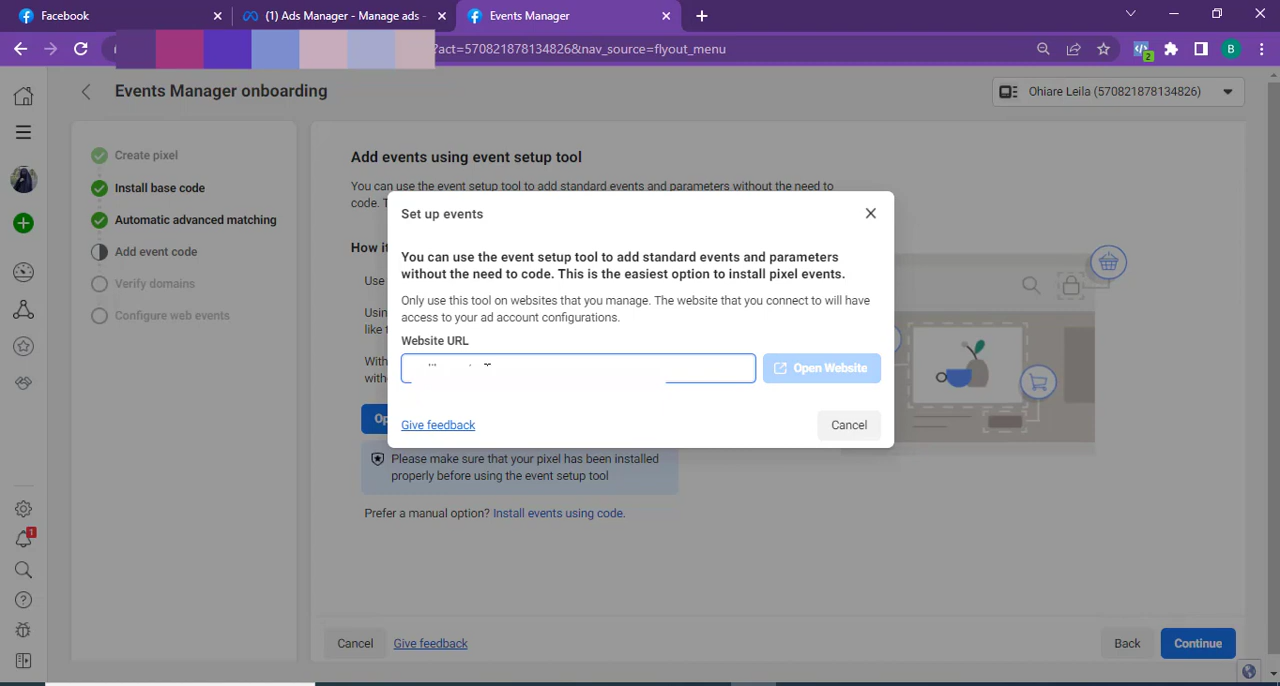 Facebook
(1) Ads Manager - Manage ads -
Events Manager
?act=570821878134826&nav_source=flyout_menu
2
B
Events Manager onboarding
Ohiare Leila (570821878134826)
Create pixel
Install base code
Automatic advanced matching
Add event code
Verify domains
Configure web events
Add events using event setup tool
You can use the event setup tool to add standard events and parameters without the need to
code. T
How it
Use
Usin
like t
With
with
Op
Set up events
You can use the event setup tool to add standard events and parameters
without the need to code. This is the easiest option to install pixel events.
Only use this tool on websites that you manage. The website that you connect to will have
access to your ad account configurations.
Website URL
Open Website
Give feedback
Cancel
Please make sure that your pixel has been installed
properly before using the event setup tool
Prefer a manual option? Install events using code.
1
Cancel
Give feedback
Back
Continue